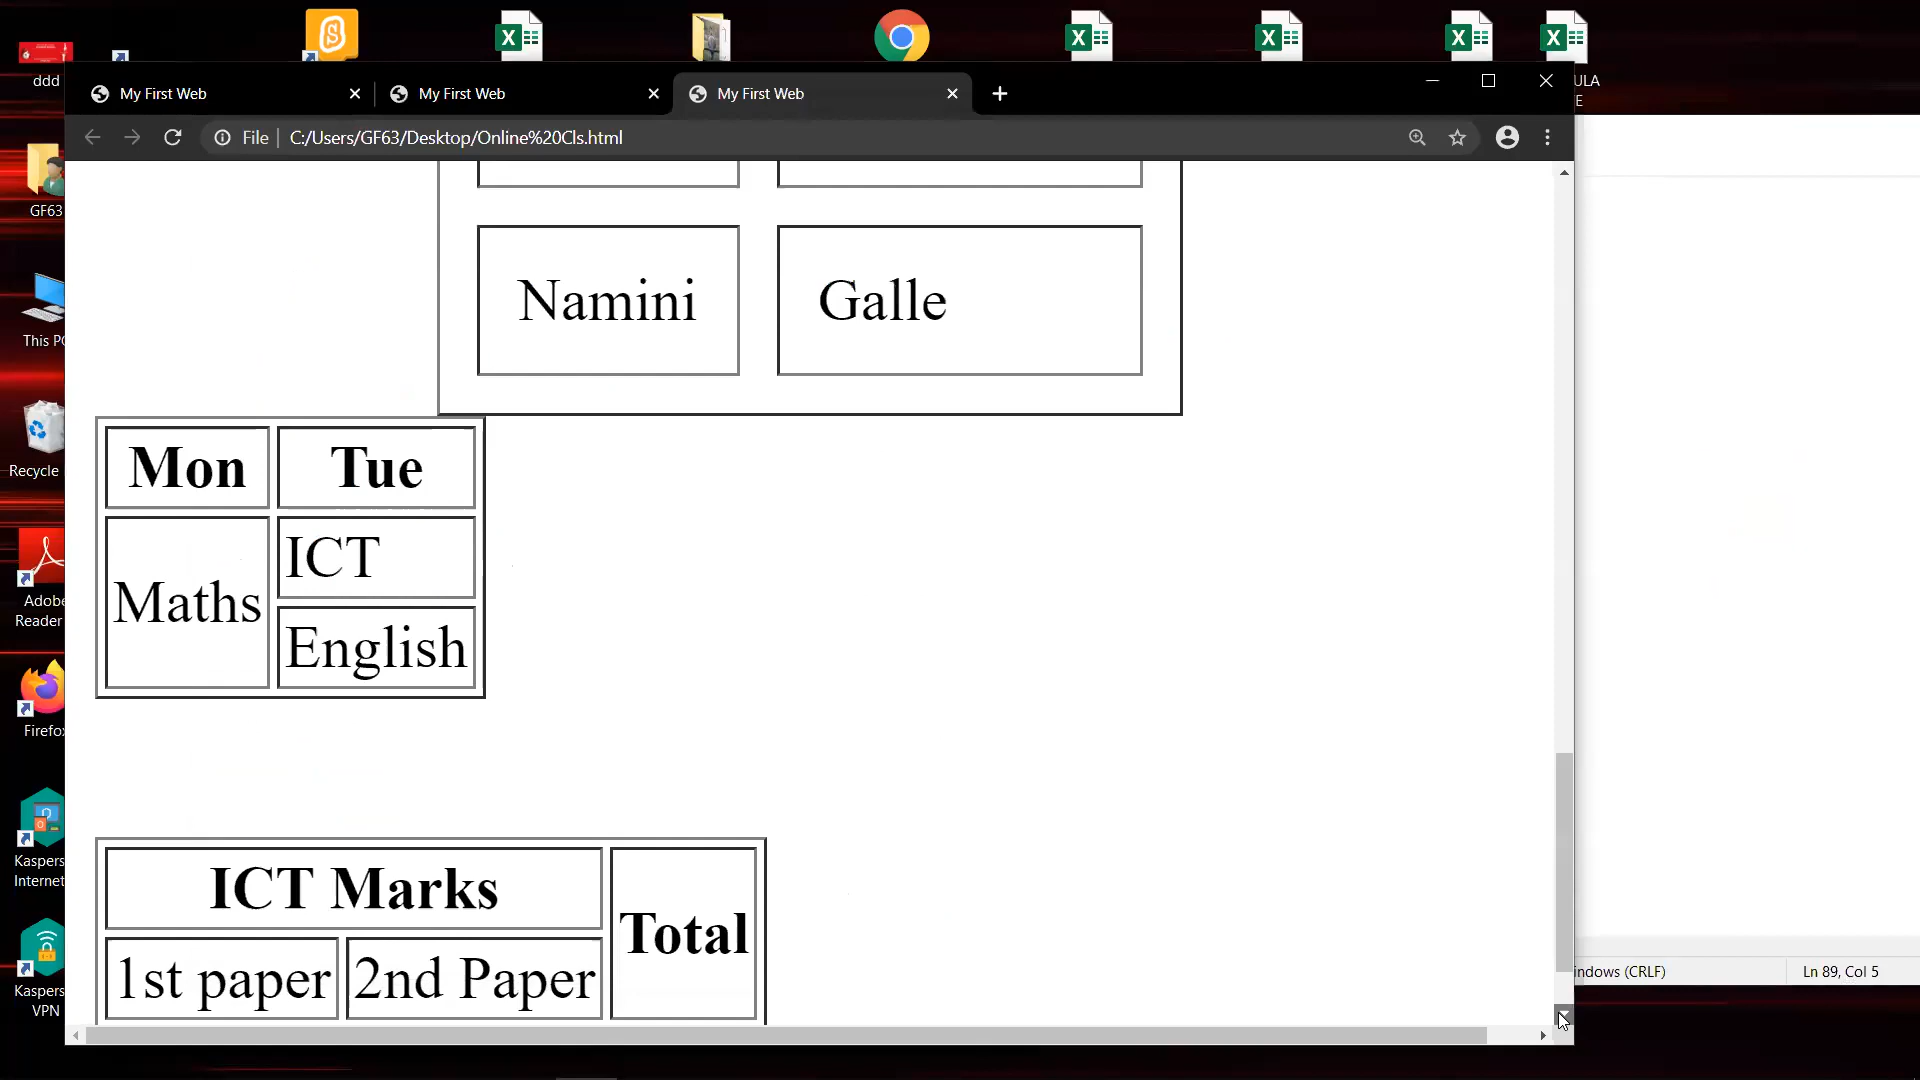 ddd
ULA
E
My First Web
My First Web
My First Web
File
C:/Users/GF63/Desktop/Online%20Cls.html
GF63
This PC
Recycle
Adobe
Reader
Firefox
Kaspers
Internet
Kaspers
VPN
Namini Galle
Mon Tue
Maths ICT
English
ICT Marks Total
1st paper 2nd Paper
indows (CRLF)
Ln 89, Col 5